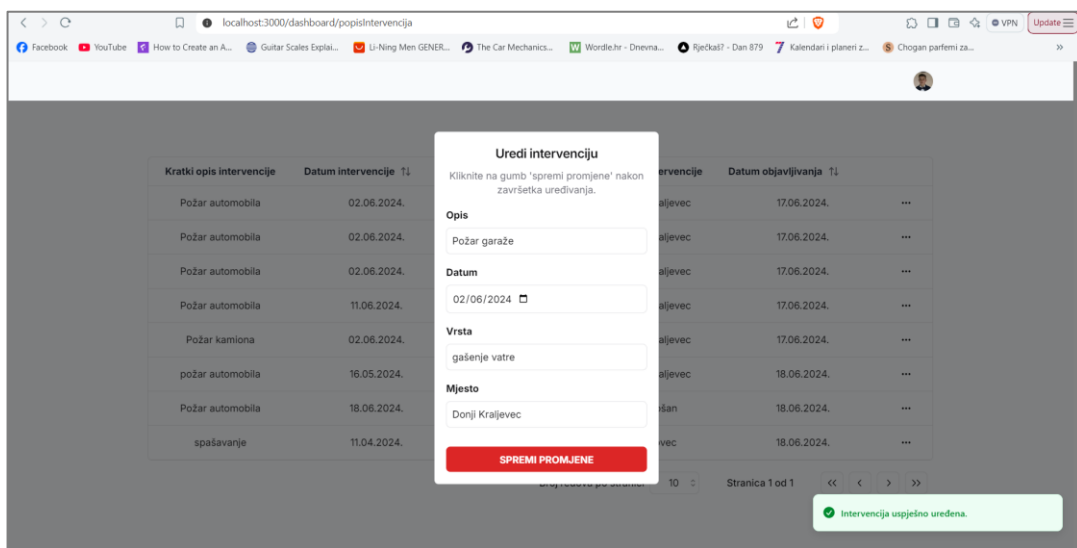 localhost:3000/dashboard/popisIntervencija
VPN
Update
Facebook YouTube How to Create an A... Guitar Scales Explai... Li-Ning Men GENER... The Car Mechanics... Wordle.hr - Dnevna... Rječkaš? - Dan 879 Kalendari i planeri z... Chogan parfemi za... »
Uredi intervenciju
Kliknite na gumb 'spremi promjene' nakon
završetka uređivanja.
Opis
Požar garaže
Datum
02/06/2024
Vrsta
gašenje vatre
Mjesto
Donji Kraljevec
SPREMI PROMJENE
Kratki opis intervencije Datum intervencije ervencije Datum objavljivanja
Požar automobila 02.06.2024. aljevec 17.06.2024. ...
Požar automobila 02.06.2024. aljevec 17.06.2024. ...
Požar automobila 02.06.2024. aljevec 17.06.2024. ...
Požar automobila 11.06.2024. aljevec 17.06.2024. ...
Požar kamiona 02.06.2024. aljevec 17.06.2024. ...
požar automobila 16.05.2024. aljevec 18.06.2024. ...
Požar automobila 18.06.2024. ešan 18.06.2024. ...
spašavanje 11.04.2024. vec 18.06.2024. ...
10 Stranica 1 od 1 << < > >>
Intervencija uspješno uređena.